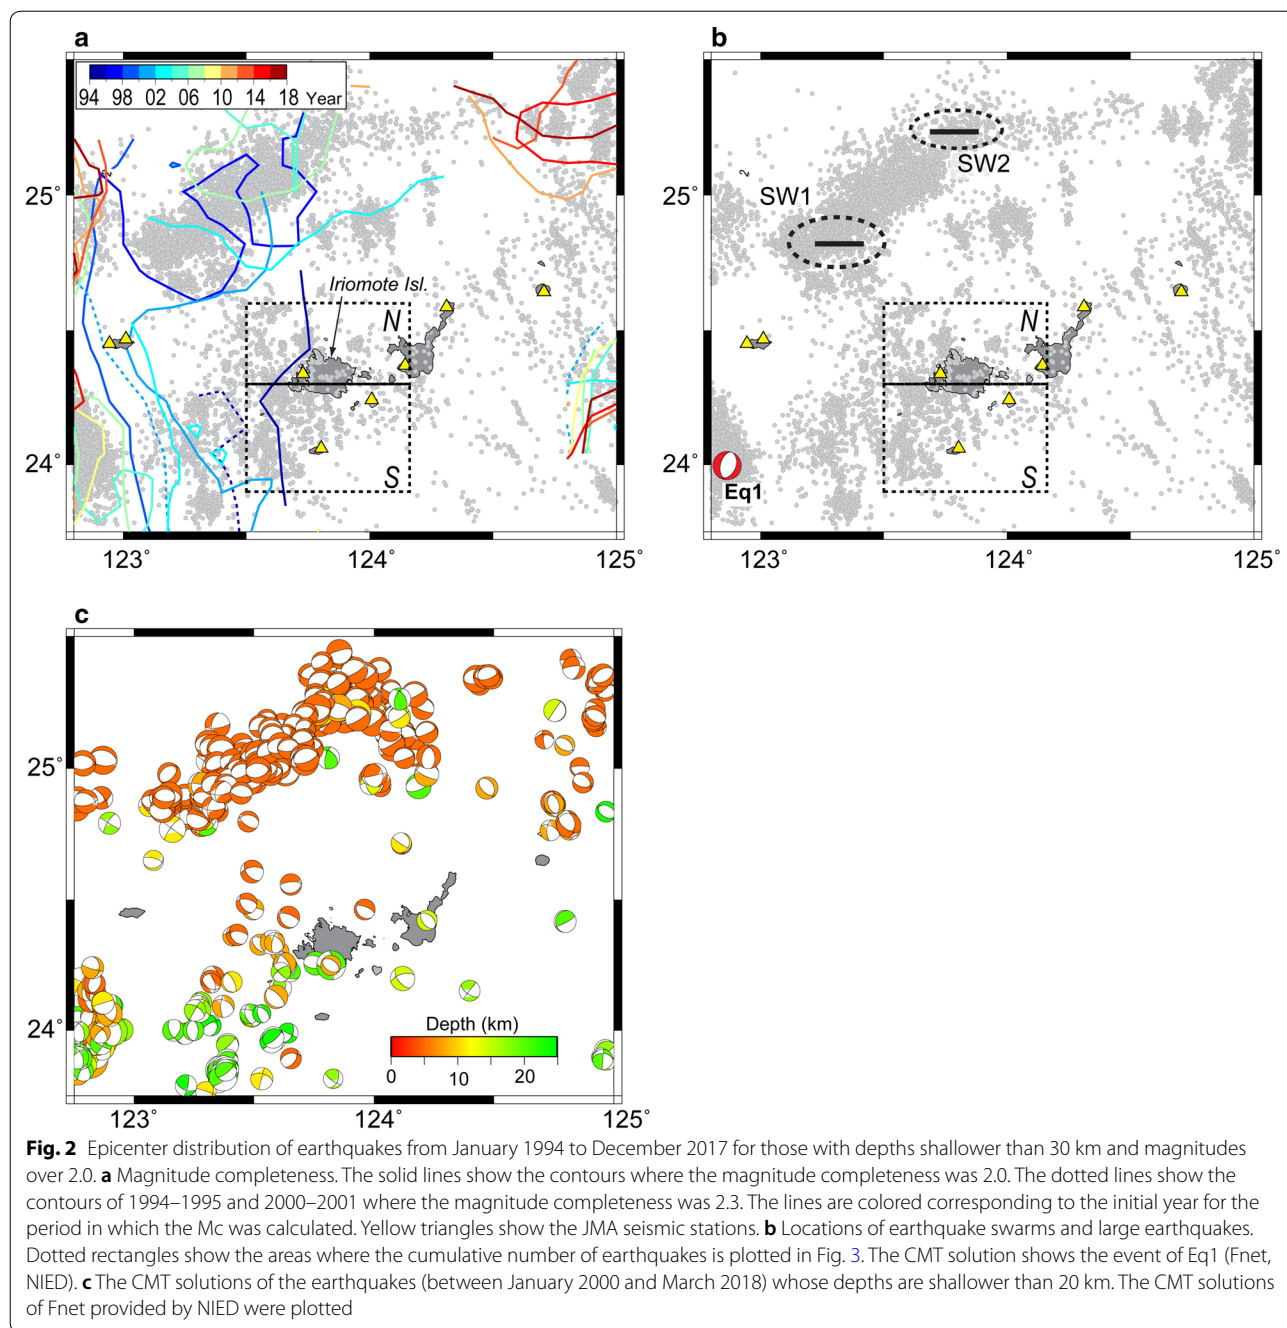 a
94 98 02 06 10 14 18 Year
2
25°
Iriomote Isl.
N
24°
S
123° 124° 125°
b
2
SW2
25°
SW1
N
24°
Eq1
S
123° 124° 125°
c
25°
24°
Depth (km)
0 10 20
123° 124° 125°
Fig. 2 Epicenter distribution of earthquakes from January 1994 to December 2017 for those with depths shallower than 30 km and magnitudes
over 2.0. a Magnitude completeness. The solid lines show the contours where the magnitude completeness was 2.0. The dotted lines show the
contours of 1994–1995 and 2000–2001 where the magnitude completeness was 2.3. The lines are colored corresponding to the initial year for the
period in which the Mc was calculated. Yellow triangles show the JMA seismic stations. b Locations of earthquake swarms and large earthquakes.
Dotted rectangles show the areas where the cumulative number of earthquakes is plotted in Fig. 3. The CMT solution shows the event of Eq1 (Fnet,
NIED). c The CMT solutions of the earthquakes (between January 2000 and March 2018) whose depths are shallower than 20 km. The CMT solutions
of Fnet provided by NIED were plotted